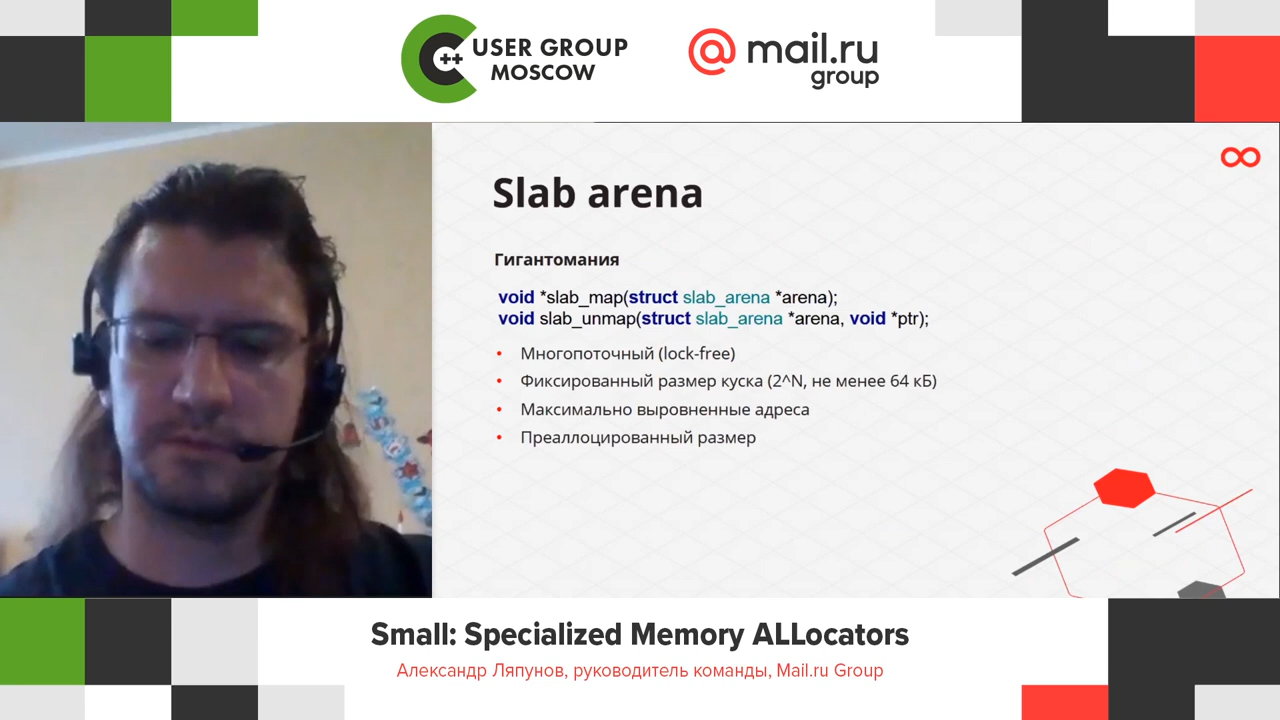 C++ USER GROUP
MOSCOW
@mail.ru
group
Slab arena
Гигантомания
void *slab_map(struct slab_arena *arena);
void slab_unmap(struct slab_arena *arena, void *ptr);
• Многопоточный (lock-free)
• Фиксированный размер куска (2^N, не менее 64 кБ)
• Максимально выровненные адреса
• Преаллоцированный размер
Small: Specialized Memory ALLocators
Александр Ляпунов, руководитель команды, Mail.ru Group